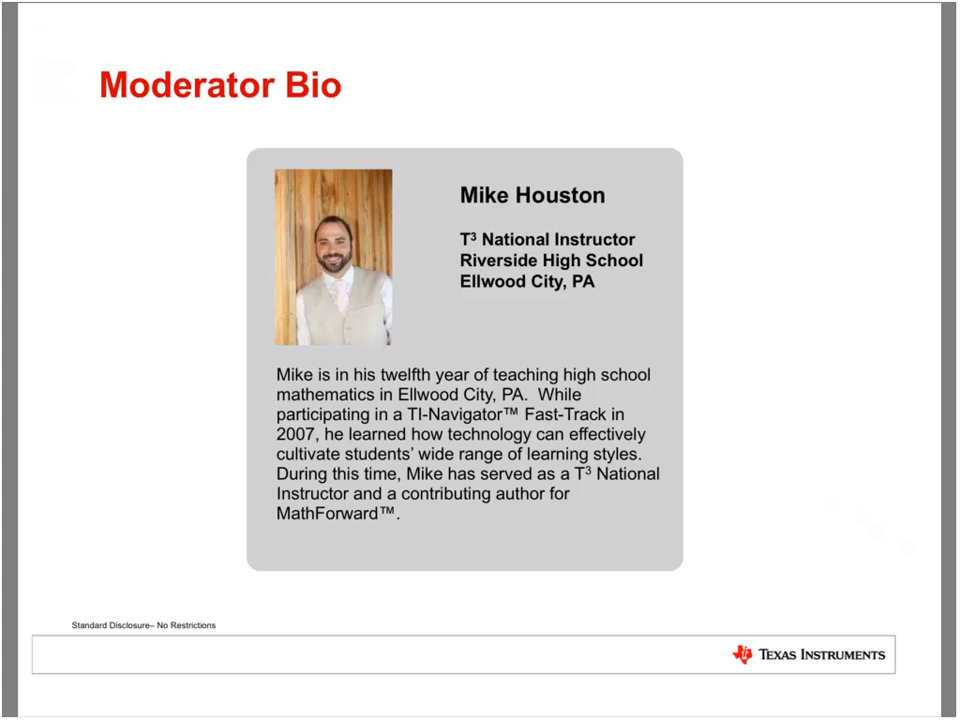 Moderator Bio
Mike Houston
T³ National Instructor
Riverside High School
Ellwood City, PA
Mike is in his twelfth year of teaching high school
mathematics in Ellwood City, PA.  While
participating in a TI-Navigator™ Fast-Track in
2007, he learned how technology can effectively
cultivate students’ wide range of learning styles.
During this time, Mike has served as a T³ National
Instructor and a contributing author for
MathForward™.
Standard Disclosure– No Restrictions
TEXAS INSTRUMENTS